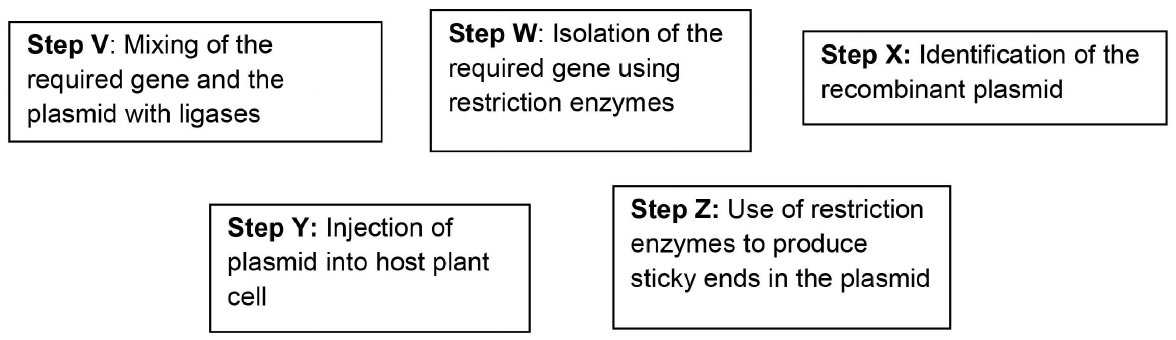 Step V: Mixing of the
required gene and the
plasmid with ligases
Step W: Isolation of the
required gene using
restriction enzymes
Step X: Identification of the
recombinant plasmid
Step Y: Injection of
plasmid into host plant
cell
Step Z: Use of restriction
enzymes to produce
sticky ends in the plasmid